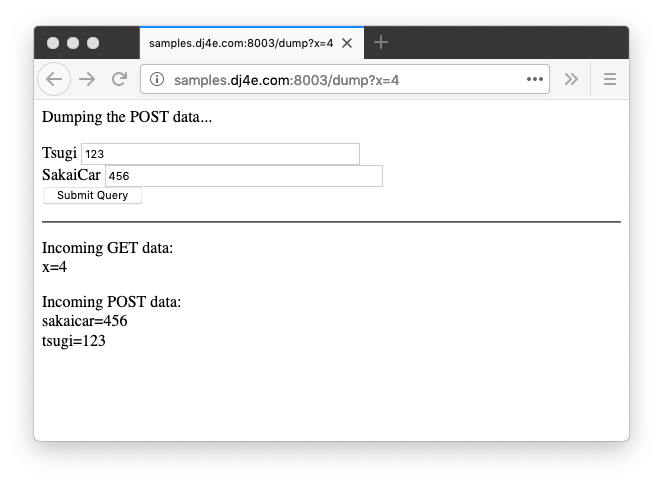 samples.dj4e.com:8003/dump?x=4
samples.dj4e.com:8003/dump?x=4
Dumping the POST data...
Tsugi 123
SakaiCar 456
Submit Query
Incoming GET data:
x=4
Incoming POST data:
sakaicar=456
tsugi=123